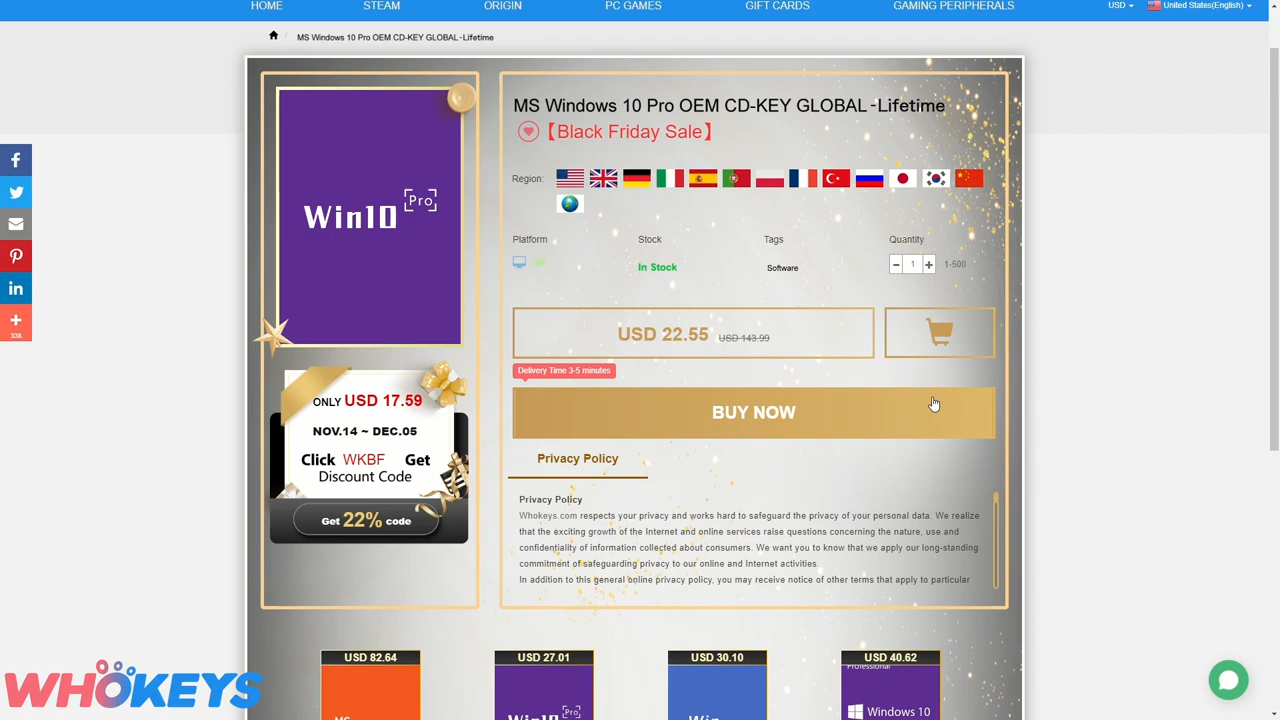 HOME STEAM ORIGIN PC GAMES GIFT CARDS GAMING PERIPHERALS USD United States(English)
MS Windows 10 Pro OEM CD-KEY GLOBAL -Lifetime
MS Windows 10 Pro OEM CD-KEY GLOBAL -Lifetime
【Black Friday Sale】
Region:
Platform Stock Tags Quantity
In Stock Software - 1 + 1-500
USD 22.55 USD 143.99
Delivery Time 3-5 minutes
BUY NOW
Privacy Policy
Privacy Policy
Whokeys.com respects your privacy and works hard to safeguard the privacy of your personal data. We realize
that the exciting growth of the Internet and online services raise questions concerning the nature, use and
confidentiality of information collected about consumers. We want you to know that we apply our long-standing
commitment of safeguarding privacy to our online and Internet activities.
In addition to this general online privacy policy, you may receive notice of other terms that apply to particular
Win10 Pro
ONLY USD 17.59
NOV.14 ~ DEC.05
Click WKBF Get
Discount Code
Get 22% code
338
USD 82.64 USD 27.01 USD 30.10 USD 40.62
Professional
MS Win10 Pro Win Windows 10
WHOKEYS